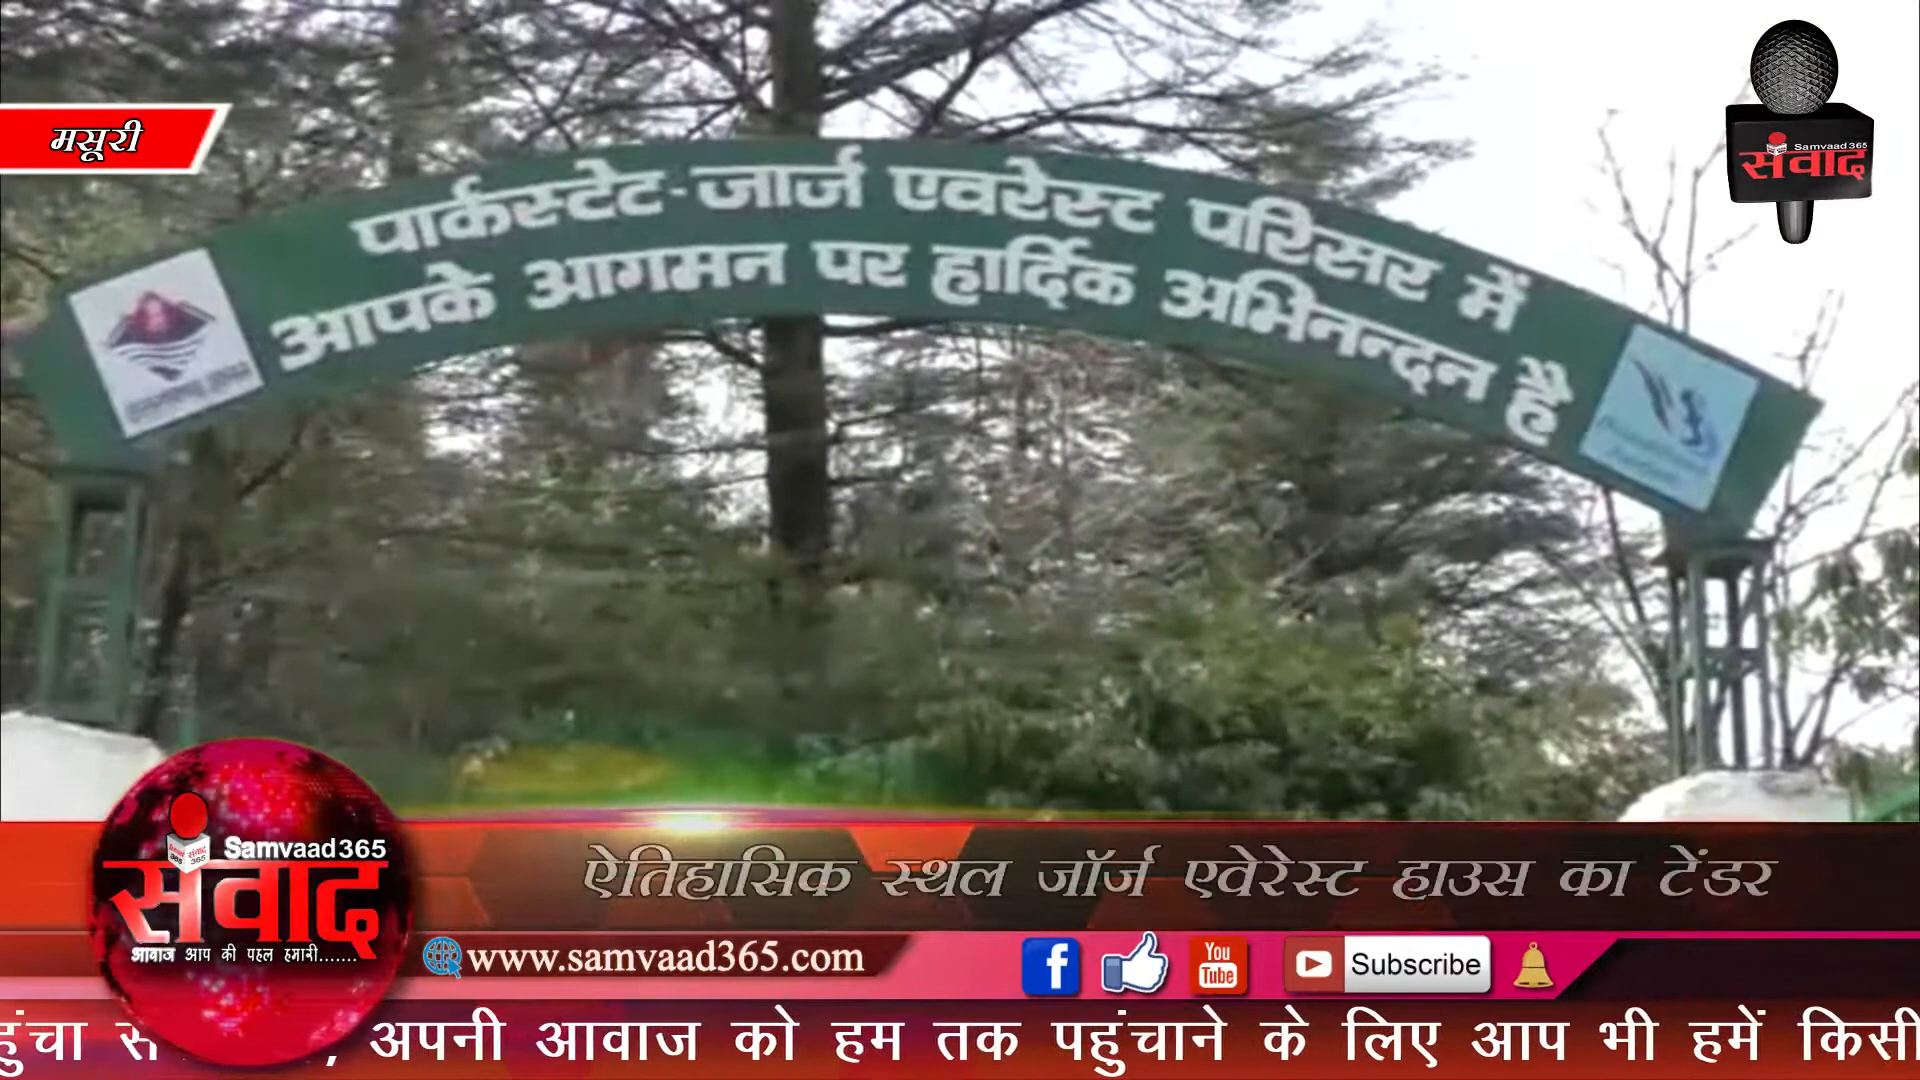 मसूरी
Samvaad365
संवाद
पार्कस्टेट-जार्ज एवरेस्ट परिसर में
आपके आगमन पर हार्दिक अभिनन्दन है
Samvaad365
संवाद
आवाज आप की पहल हमारी.......
ऐतिहासिक स्थल जॉर्ज एवेरेस्ट हाउस का टेंडर
www.samvaad365.com
f
You
Tube
Subscribe
हुंचा स , अपनी आवाज को हम तक पहुंचाने के लिए आप भी हमें किसी